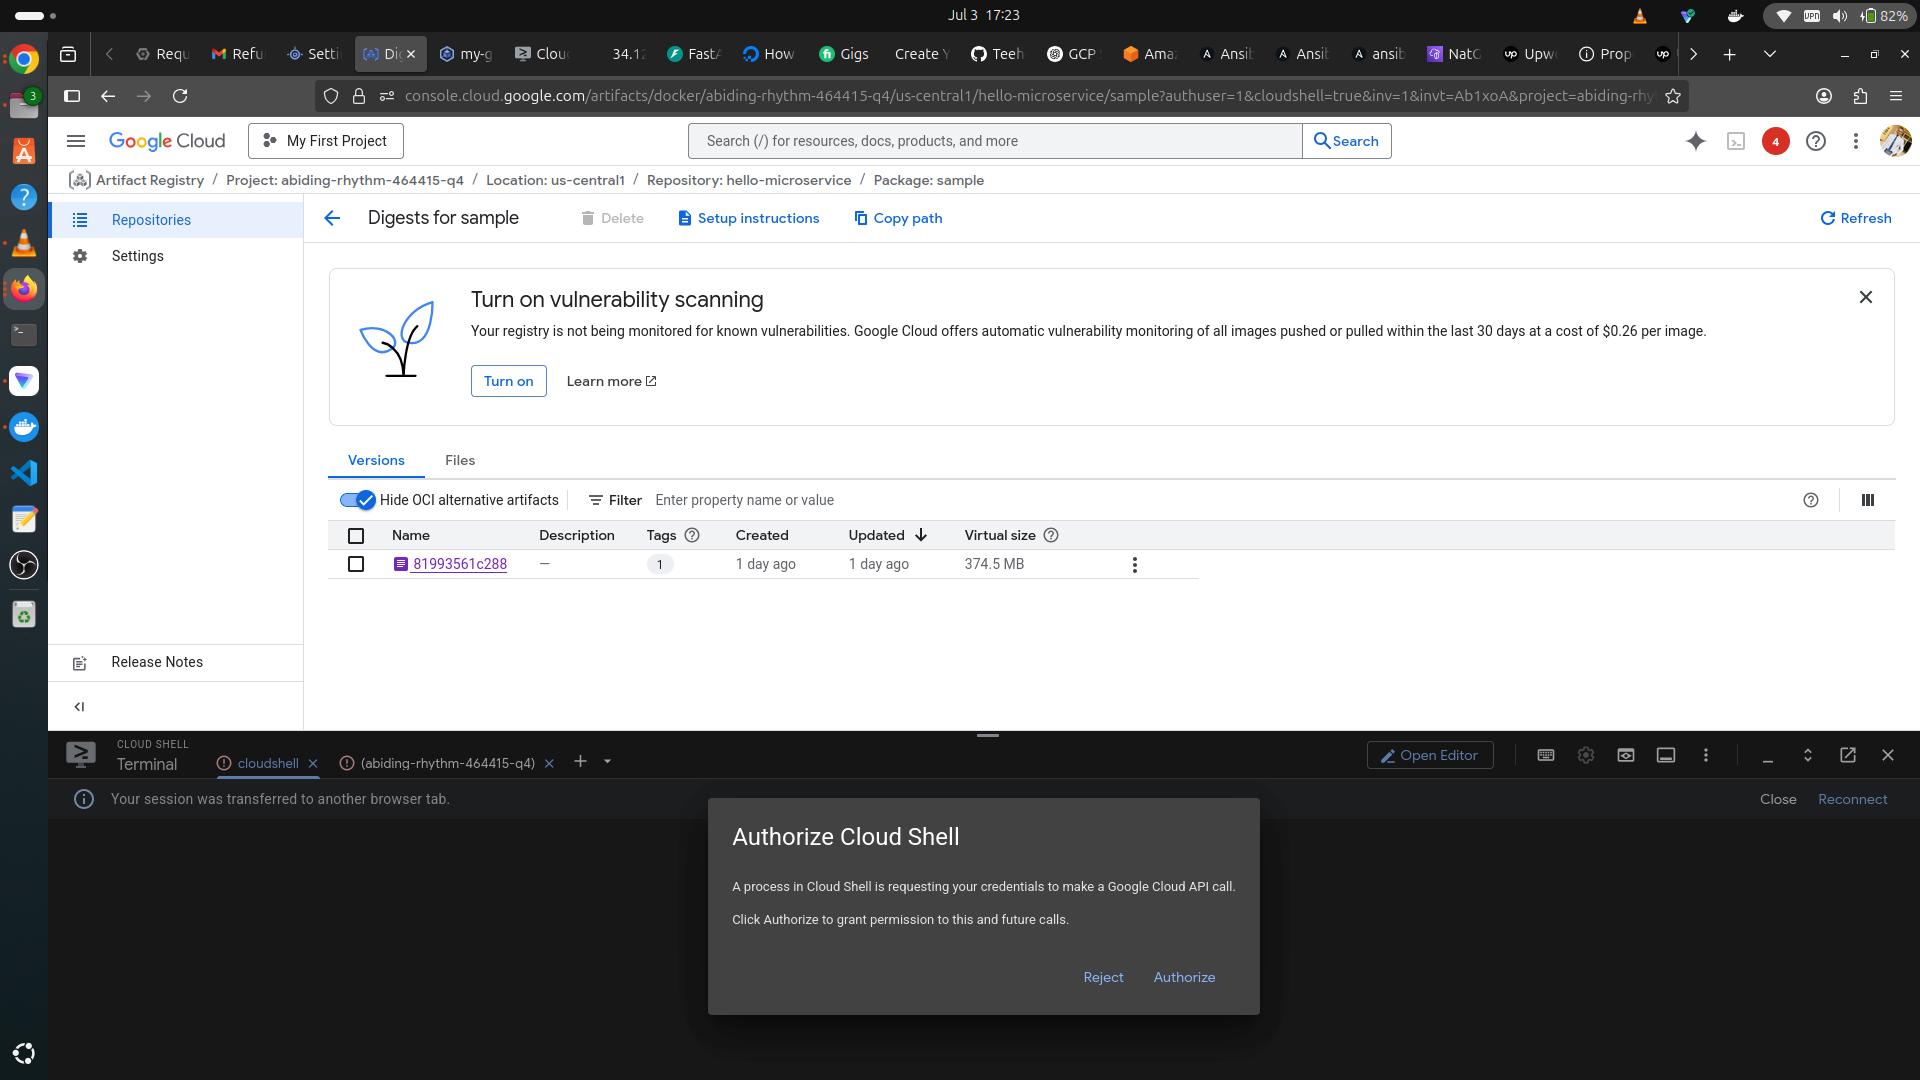 Jul 3 17:23
VPN
82%
3
Requ
Refu
Setti
Di
my-g
Clou
34.12
FastA
How
Gigs
Create Y
Teeh
GCP
Ama
Ansib
Ansib
ansib
NatG
Upw
Prop
console.cloud.google.com/artifacts/docker/abiding-rhythm-464415-q4/us-central1/hello-microservice/sample?authuser=1&cloudshell=true&inv=1&invt=Ab1xoA&project=abiding-rhy
Google Cloud
My First Project
Search (/) for resources, docs, products, and more
Search
4
Artifact Registry / Project: abiding-rhythm-464415-q4 / Location: us-central1 / Repository: hello-microservice / Package: sample
Repositories
Settings
Release Notes
Digests for sample
Delete
Setup instructions
Copy path
Refresh
Turn on vulnerability scanning
Your registry is not being monitored for known vulnerabilities. Google Cloud offers automatic vulnerability monitoring of all images pushed or pulled within the last 30 days at a cost of $0.26 per image.
Turn on
Learn more
Versions
Files
Hide OCI alternative artifacts
Filter
Enter property name or value
Name Description Tags Created Updated Virtual size
81993561c288 — 1 1 day ago 1 day ago 374.5 MB
CLOUD SHELL
Terminal
cloudshell
(abiding-rhythm-464415-q4)
Open Editor
Your session was transferred to another browser tab.
Close
Reconnect
Authorize Cloud Shell
A process in Cloud Shell is requesting your credentials to make a Google Cloud API call.
Click Authorize to grant permission to this and future calls.
Reject
Authorize